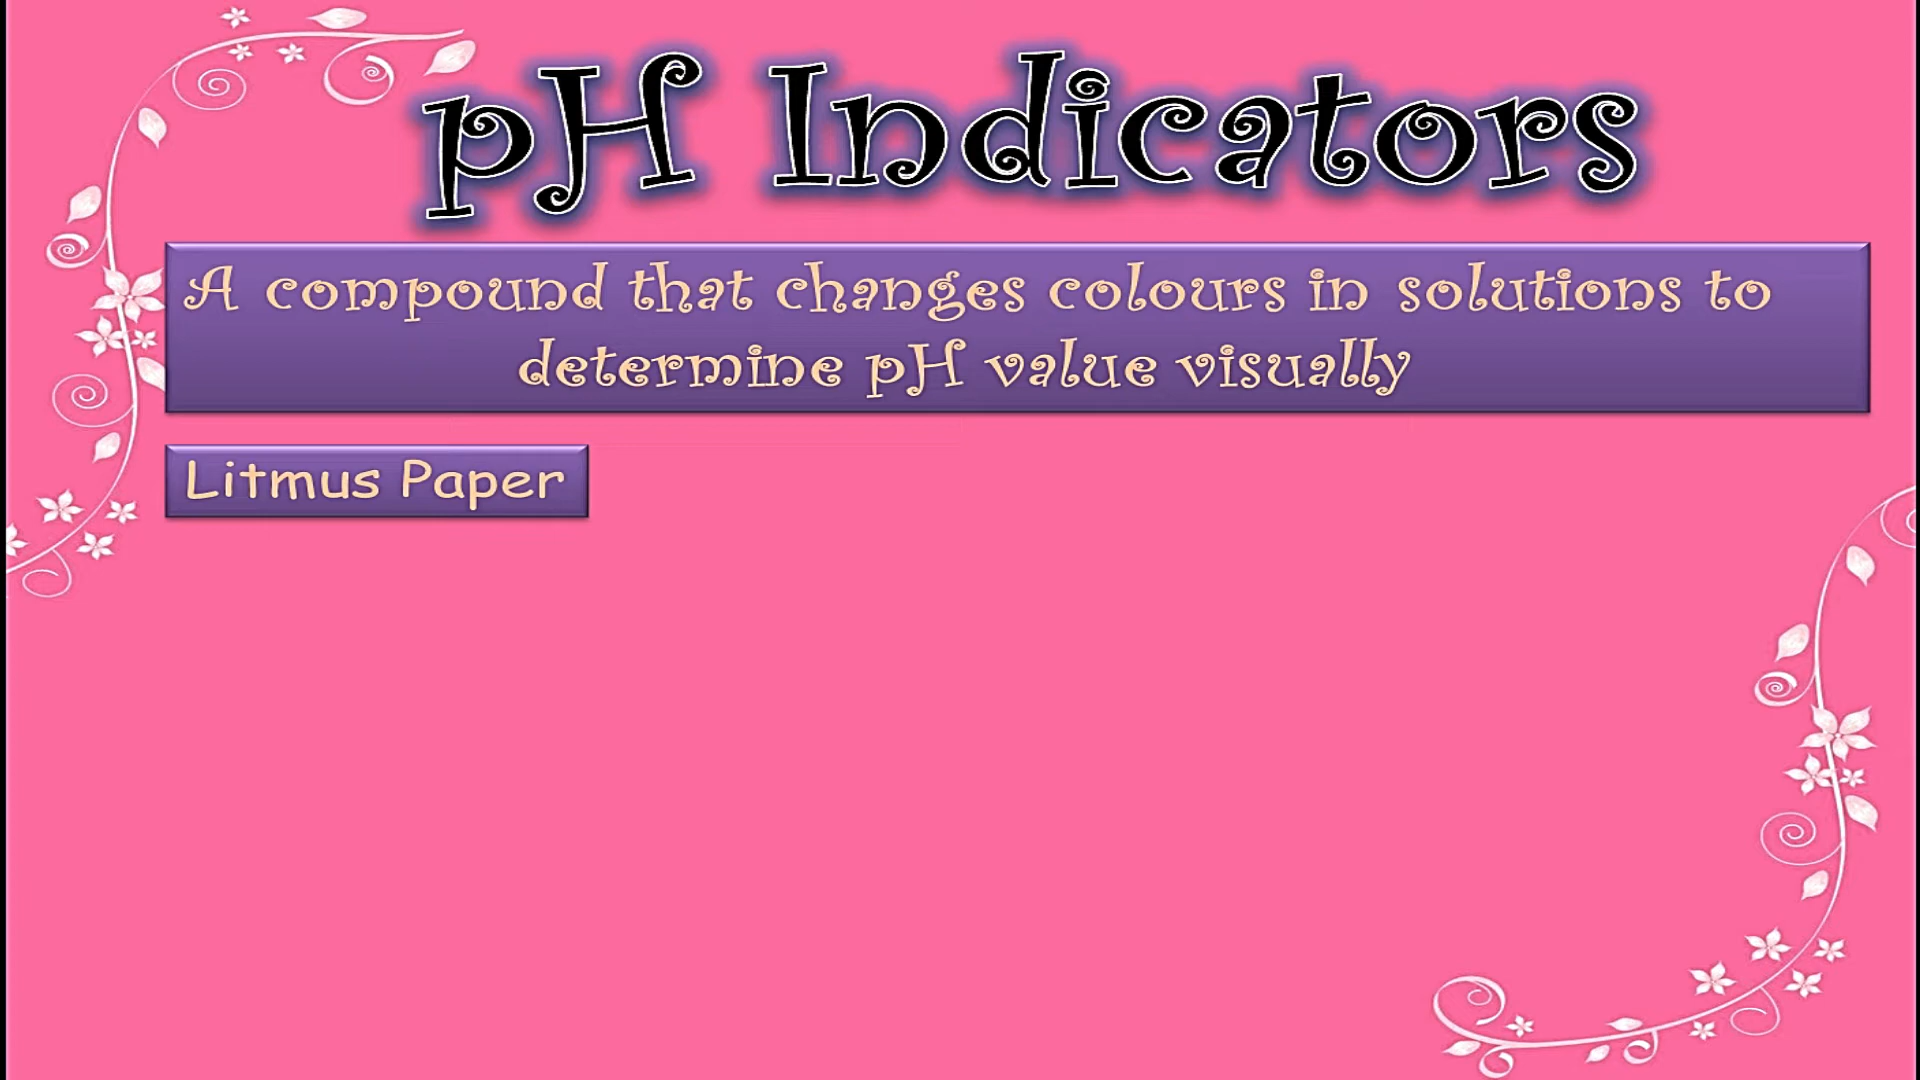 pH Indicators
A compound that changes colours in solutions to
determine pH value visually
Litmus Paper